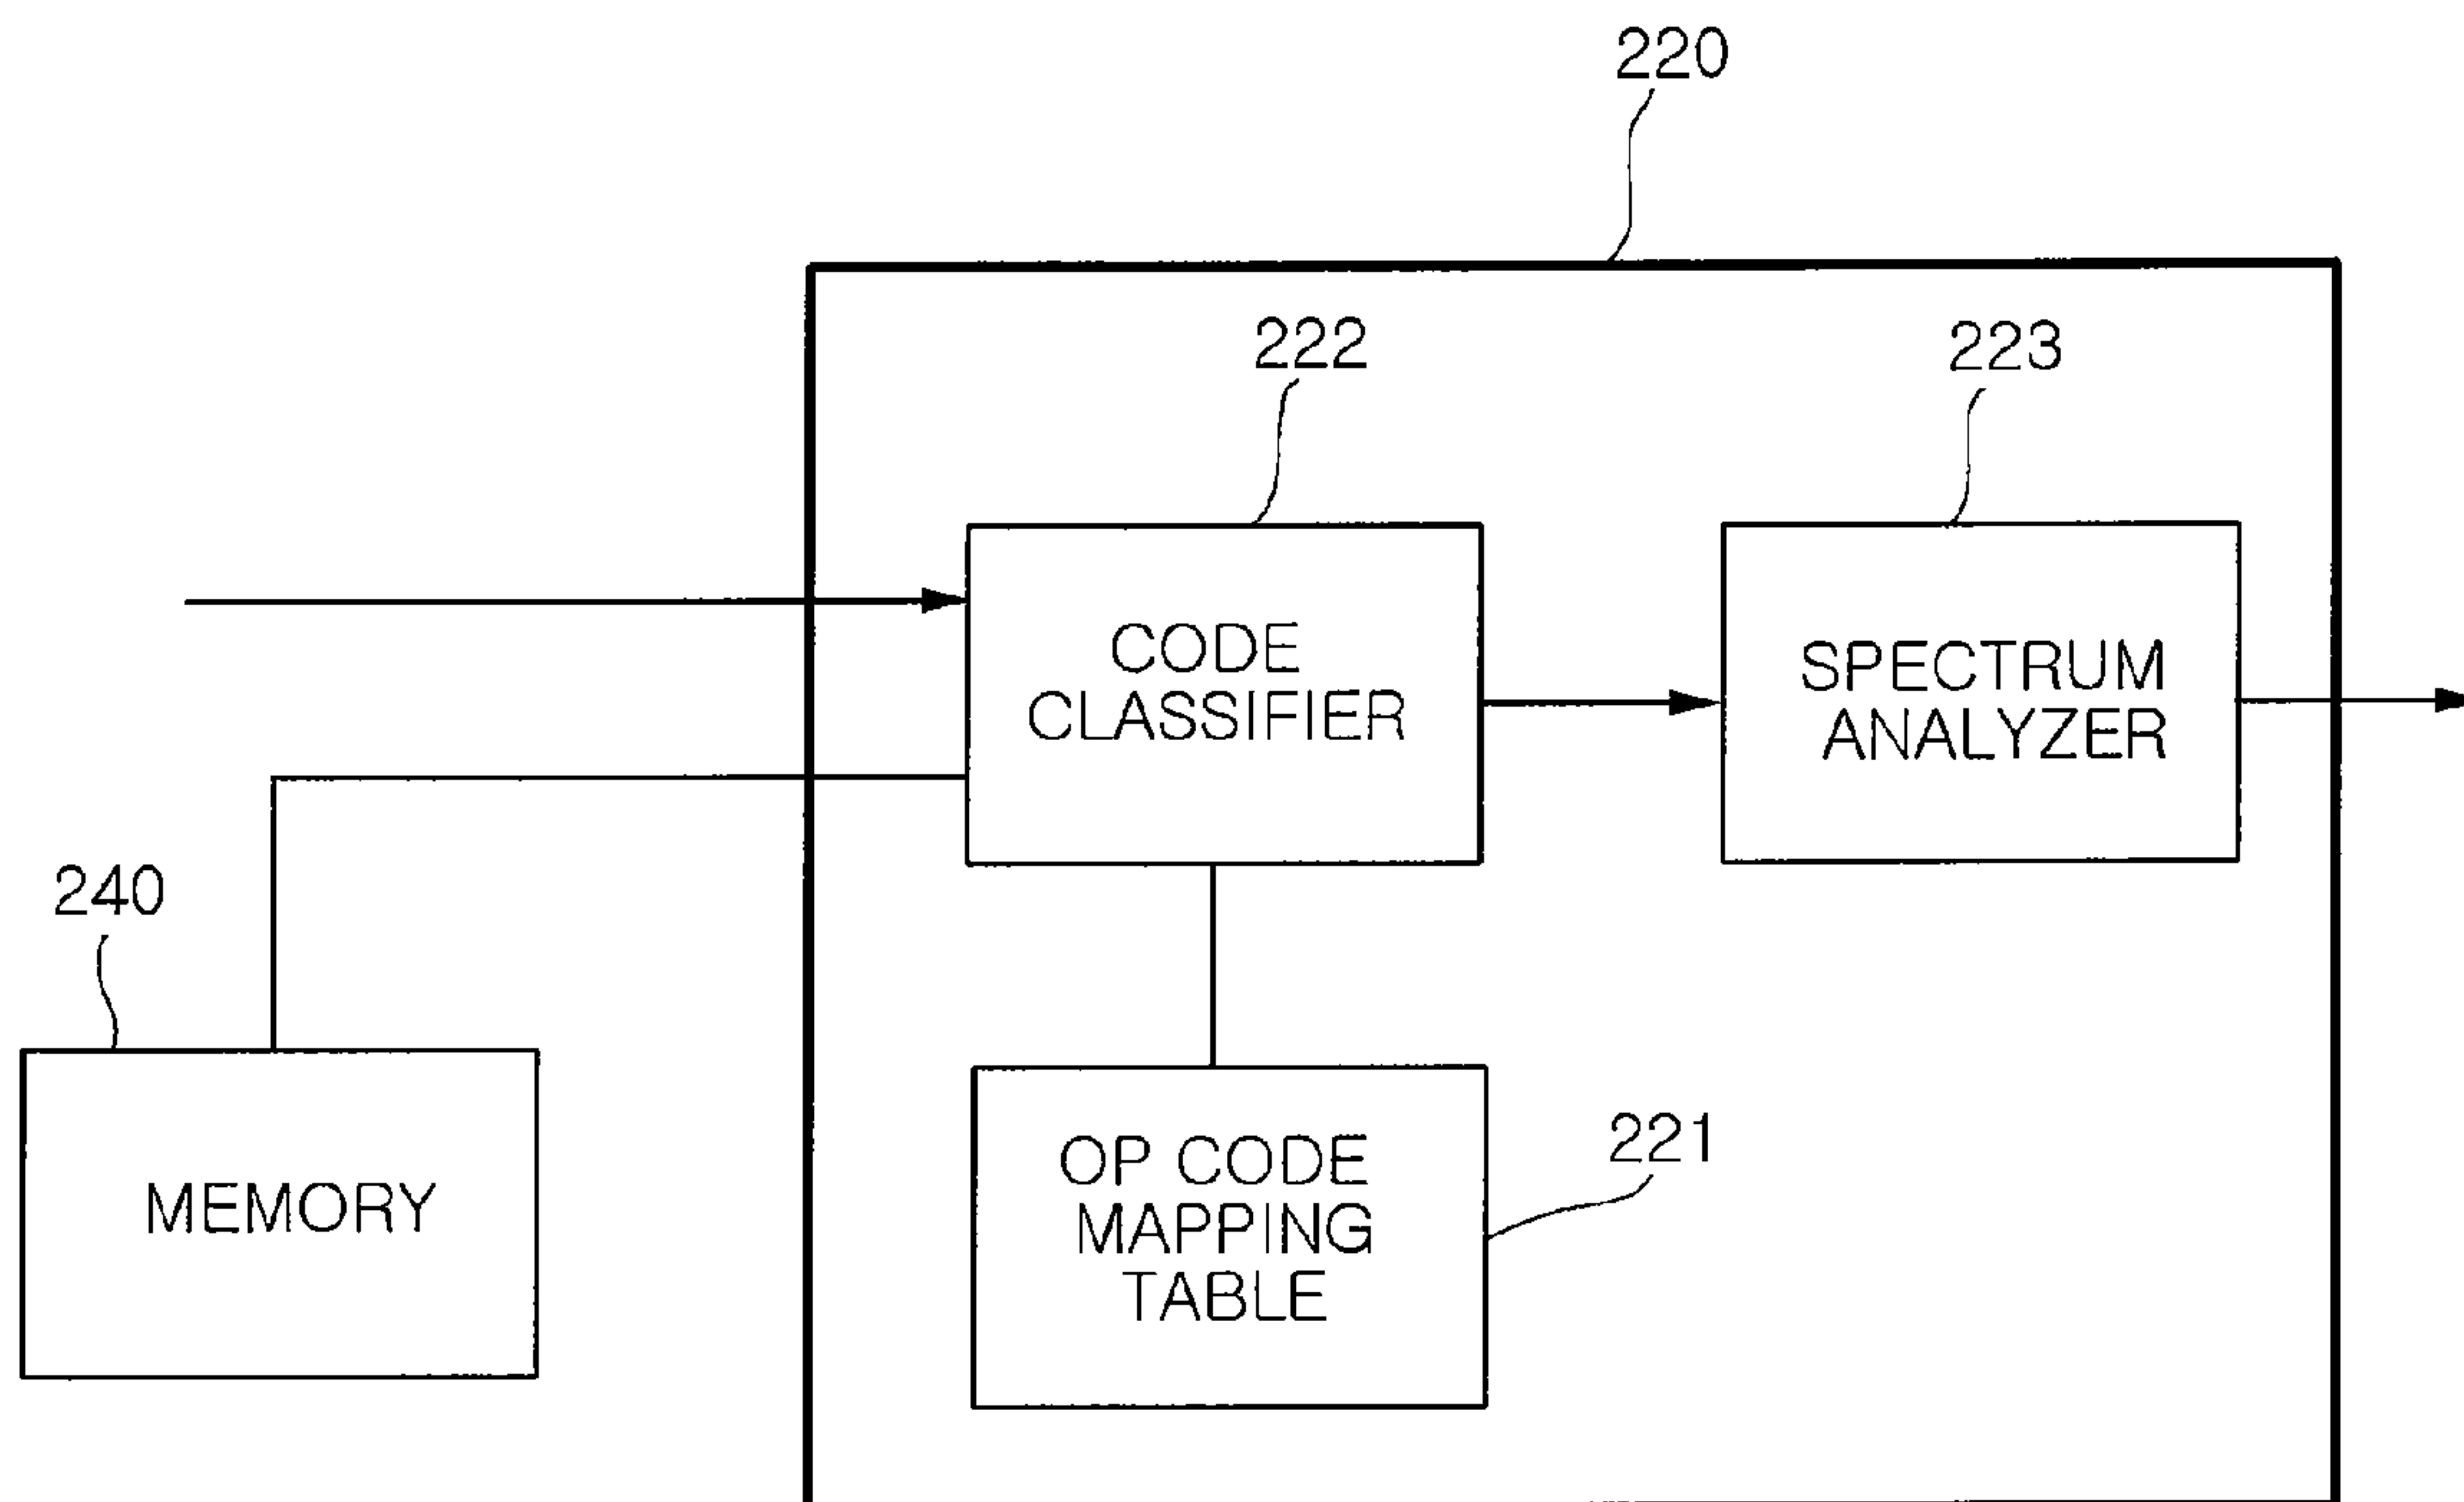 220
222
223
CODE
CLASSIFIER
SPECTRUM
ANALYZER
240
MEMORY
OP CODE
MAPPING
TABLE
221